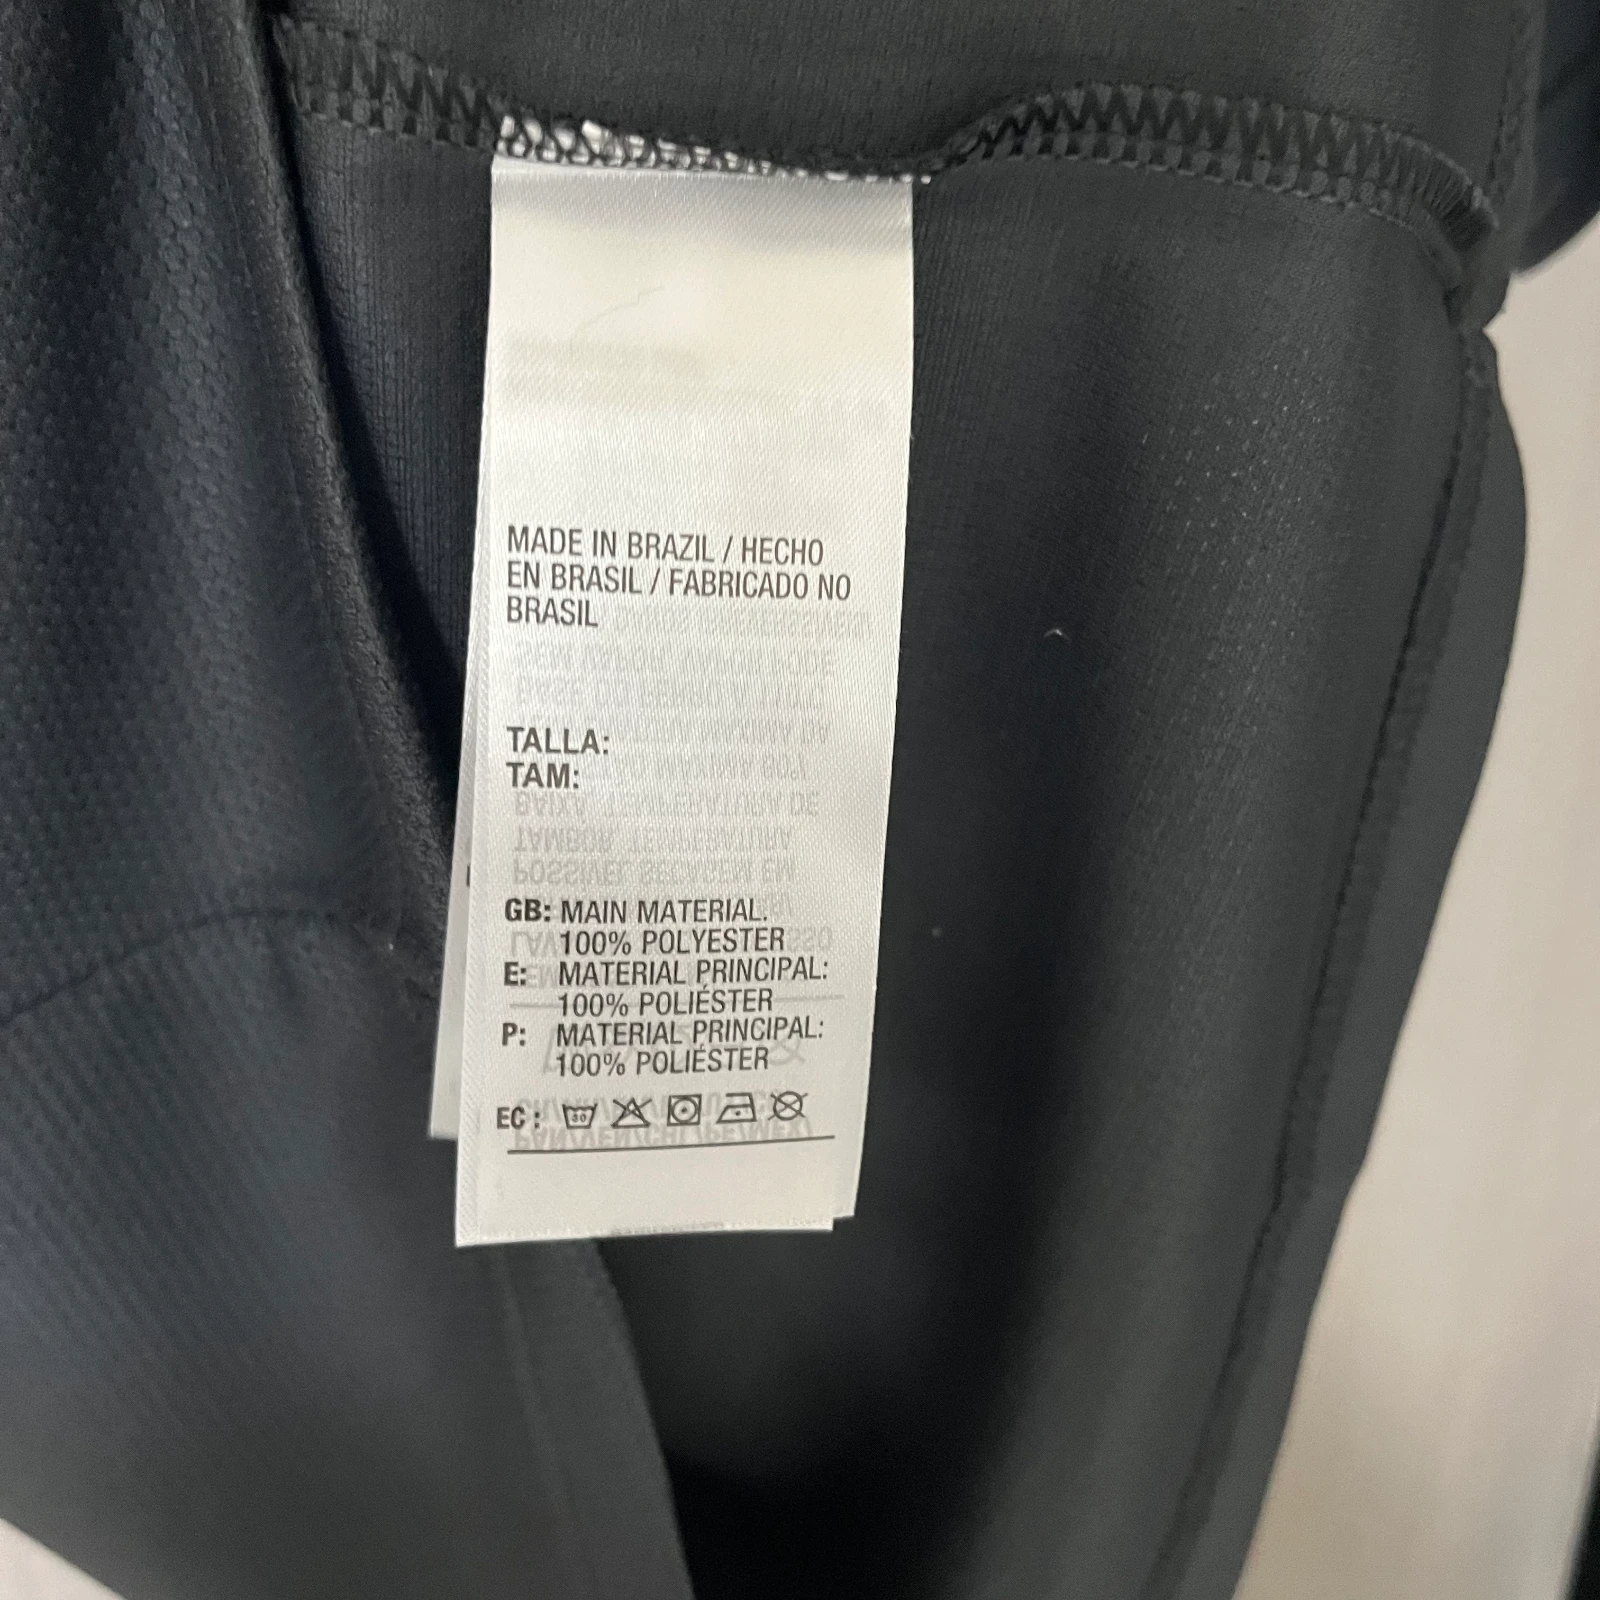 MADE IN BRAZIL / HECHO
EN BRASIL / FABRICADO NO
BRASIL
TALLA:
TAM:
GB: MAIN MATERIAL.
100% POLYESTER
E: MATERIAL PRINCIPAL:
100% POLIÉSTER
P: MATERIAL PRINCIPAL:
100% POLIÉSTER
EC : 30